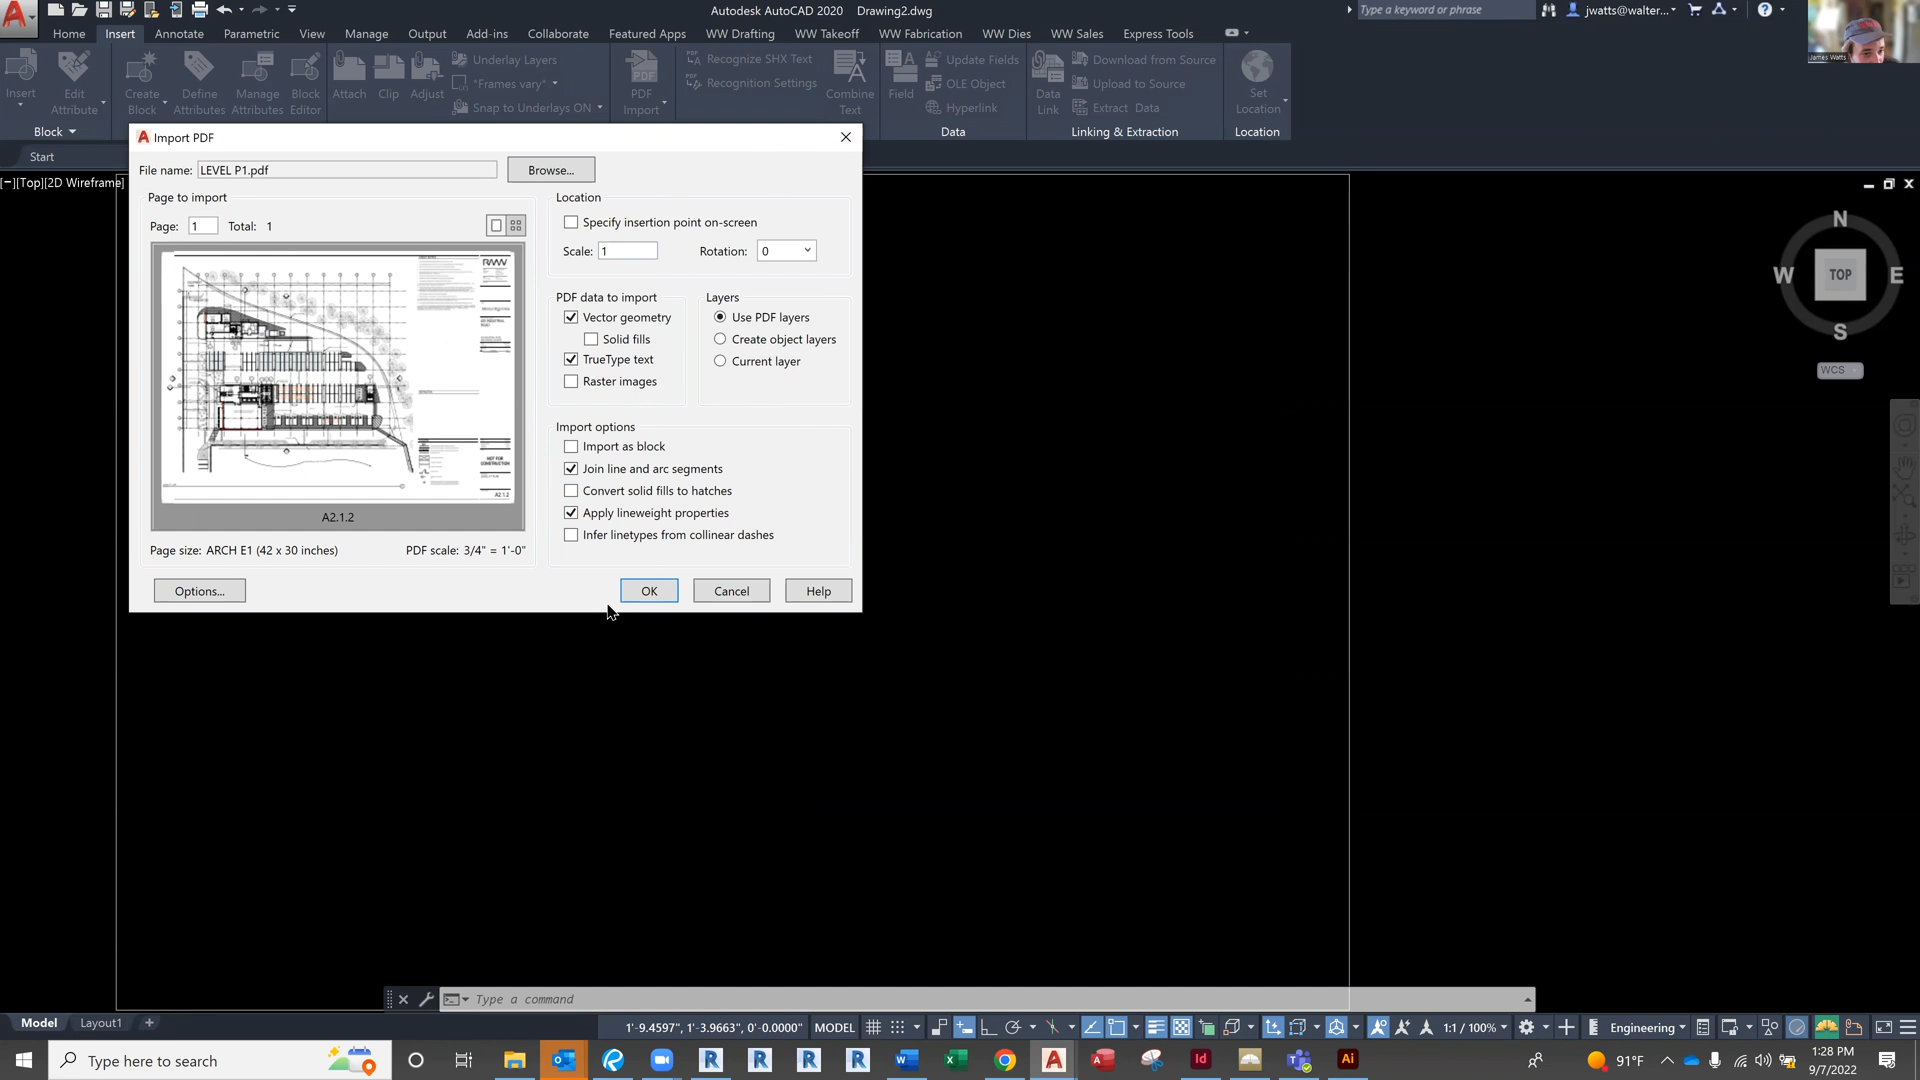 Autodesk AutoCAD 2020 Drawing2.dwg
Type a keyword or phrase
jwatts@walter...
Home Insert Annotate Parametric View Manage Output Add-ins Collaborate Featured Apps WW Drafting WW Takeoff WW Fabrication WW Dies WW Sales Express Tools
James Watts
Insert
Edit Attribute
Create Block
Define Attributes
Manage Attributes
Block Editor
Block
Attach
Clip
Adjust
Underlay Layers
*Frames vary*
Snap to Underlays ON
PDF Import
Recognize SHX Text
Recognition Settings
Combine Text
Field
Update Fields
OLE Object
Hyperlink
Data
Data Link
Download from Source
Upload to Source
Extract Data
Linking & Extraction
Set Location
Location
Start
[−][Top][2D Wireframe]
Import PDF
File name: LEVEL P1.pdf Browse...
Page to import
Page: 1 Total: 1
NOT FOR CONSTRUCTION
A2.1.2
A2.1.2
Page size: ARCH E1 (42 x 30 inches) PDF scale: 3/4" = 1'-0"
Location
Specify insertion point on-screen
Scale: 1 Rotation: 0
PDF data to import
Vector geometry
Solid fills
TrueType text
Raster images
Layers
Use PDF layers
Create object layers
Current layer
Import options
Import as block
Join line and arc segments
Convert solid fills to hatches
Apply lineweight properties
Infer linetypes from collinear dashes
Options... OK Cancel Help
N
W TOP E
S
WCS
Type a command
Model Layout1
1'-9.4597", 1'-3.9663", 0'-0.0000" MODEL 1:1 / 100% Engineering
Type here to search
91°F
1:28 PM
9/7/2022